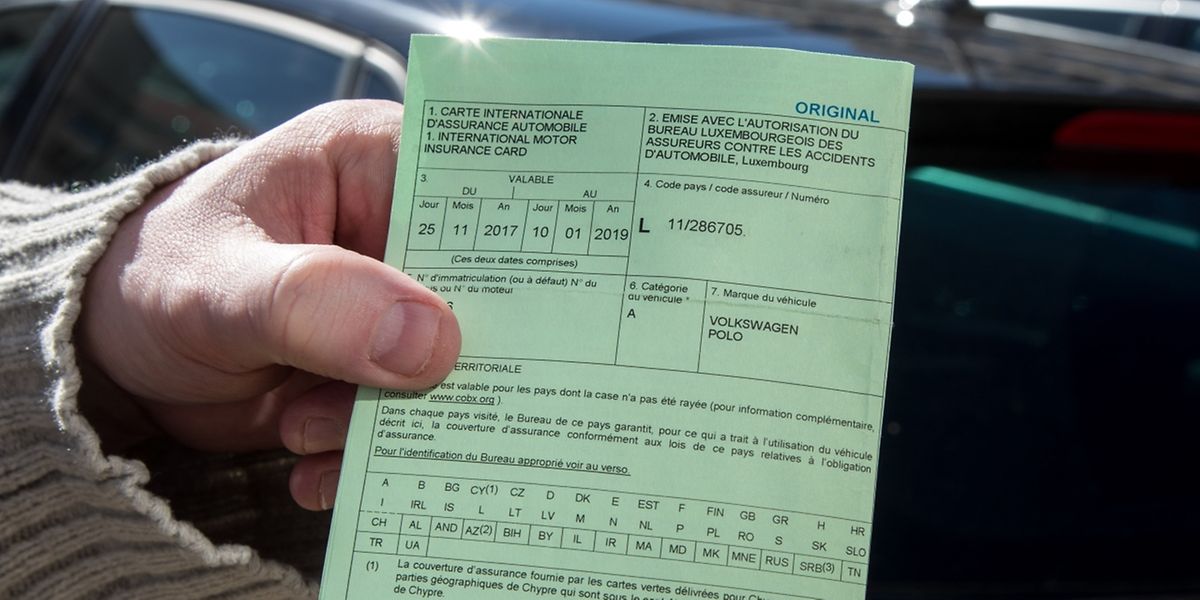 ORIGINAL
1. CARTE INTERNATIONALE
D'ASSURANCE AUTOMOBILE
1. INTERNATIONAL MOTOR
INSURANCE CARD
2. EMISE AVEC L'AUTORISATION DU
BUREAU LUXEMBOURGEOIS DES
ASSUREURS CONTRE LES ACCIDENTS
D'AUTOMOBILE, Luxembourg
3. VALABLE
DU AU
Jour Mois An Jour Mois An
25 11 2017 10 01 2019
(Ces deux dates comprises)
4. Code pays / code assureur / Numéro
L 11/286705.
N° d'immatriculation (ou à défaut) N° du
ou N° du moteur
6. Catégorie
du véhicule *
A
7. Marque du véhicule
VOLKSWAGEN
POLO
ERRITORIALE
est valable pour les pays dont la case n'a pas été rayée (pour information complémentaire,
consulter www.cobx.org ).
Dans chaque pays visité, le Bureau de ce pays garantit, pour ce qui a trait à l'utilisation du véhicule
décrit ici, la couverture d'assurance conformément aux lois de ce pays relatives à l'obligation
d'assurance.
Pour l'identification du Bureau approprié voir au verso.
A B BG CY(1) CZ D DK E EST F FIN GB GR H HR
I IRL IS L LT LV M N NL P PL RO S SK SLO
CH AL AND AZ(2) BIH BY IL IR MA MD MK MNE RUS SRB(3) TN
TR UA
(1) La couverture d'assurance fournie par les cartes vertes délivrées pour
parties géographiques de Chypre qui sont sous le
de Chypre.